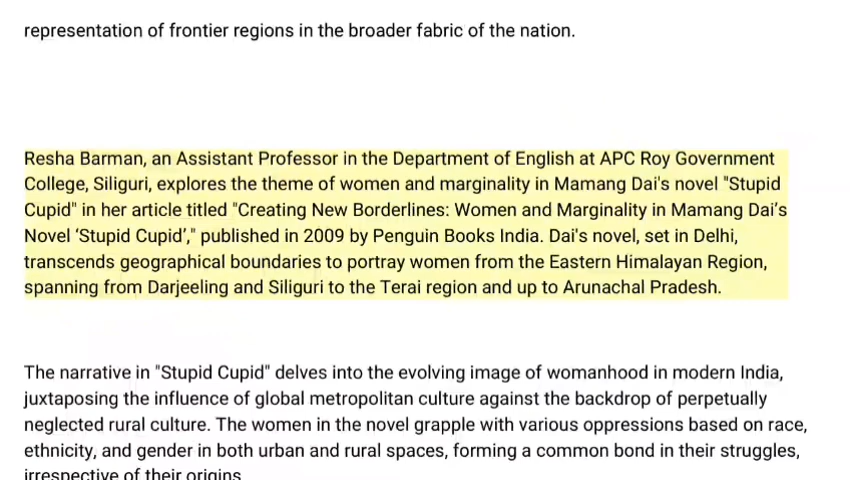 representation of frontier regions in the broader fabric of the nation.
Resha Barman, an Assistant Professor in the Department of English at APC Roy Government
College, Siliguri, explores the theme of women and marginality in Mamang Dai's novel "Stupid
Cupid" in her article titled "Creating New Borderlines: Women and Marginality in Mamang Dai’s
Novel ‘Stupid Cupid’," published in 2009 by Penguin Books India. Dai's novel, set in Delhi,
transcends geographical boundaries to portray women from the Eastern Himalayan Region,
spanning from Darjeeling and Siliguri to the Terai region and up to Arunachal Pradesh.
The narrative in "Stupid Cupid" delves into the evolving image of womanhood in modern India,
juxtaposing the influence of global metropolitan culture against the backdrop of perpetually
neglected rural culture. The women in the novel grapple with various oppressions based on race,
ethnicity, and gender in both urban and rural spaces, forming a common bond in their struggles,
irrespective of their origins